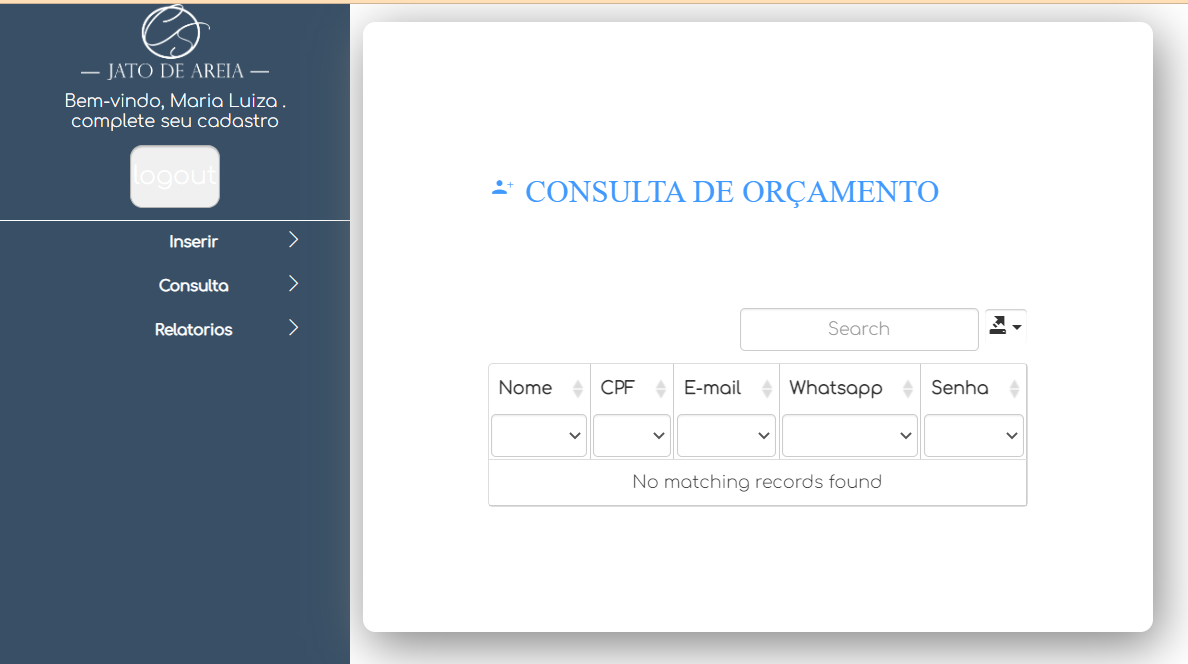 — JATO DE AREIA —
Bem-vindo, Maria Luiza .
complete seu cadastro
logout
Inserir
Consulta
Relatorios
CONSULTA DE ORÇAMENTO
Search
Nome CPF E-mail Whatsapp Senha
No matching records found